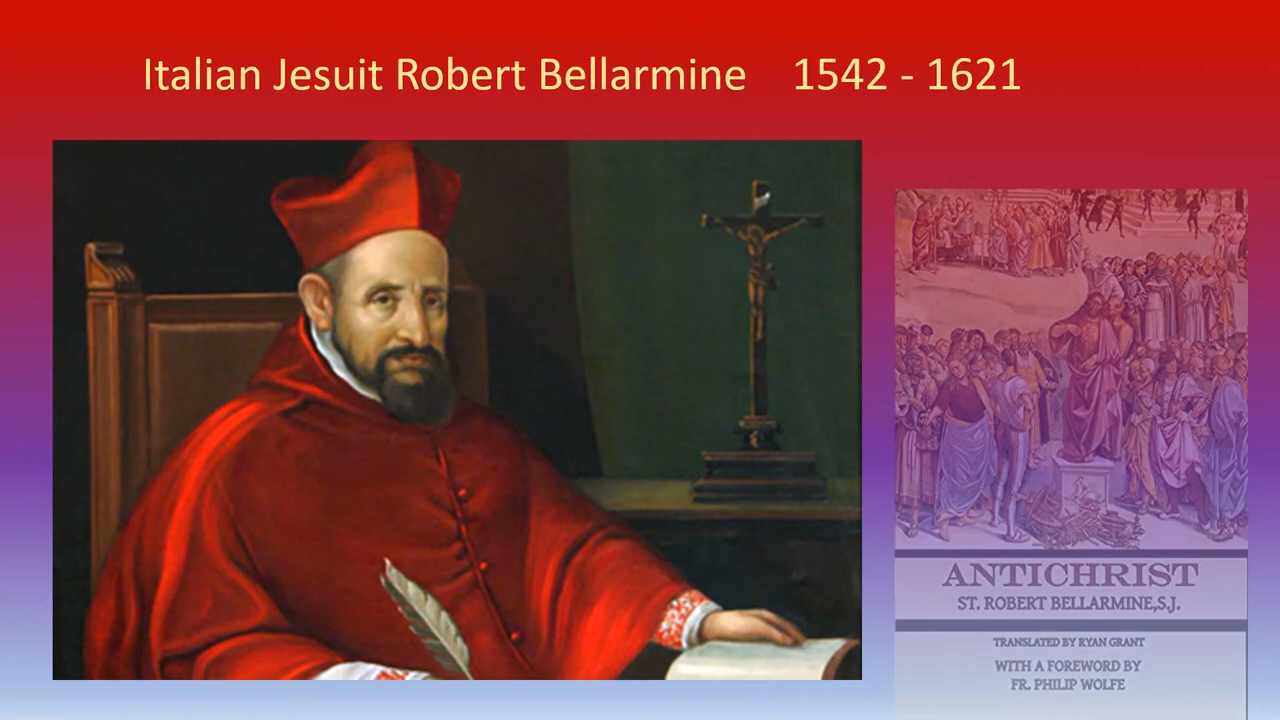 Italian Jesuit Robert Bellarmine 1542 - 1621
ANTICHRIST
ST. ROBERT BELLARMINE,S.J.
TRANSLATED BY RYAN GRANT
WITH A FOREWORD BY
FR. PHILIP WOLFE